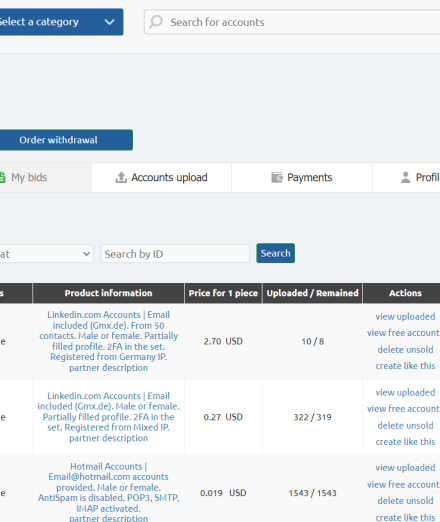 Select a category
Search for accounts
Order withdrawal
My bids
Accounts upload
Payments
Search by ID
Search
Product information
Price for 1 piece
Uploaded / Remained
Actions
Linkedin.com Accounts | Email
included (Gmx.de). From 50
contacts. Male or female. Partially
filled profile. 2FA in the set.
Registered from Germany IP.
partner description
2.70 USD
10 / 8
view uploaded
view free account
delete unsold
create like this
Linkedin.com Accounts | Email
included (Gmx.de). Male or female.
Partially filled profile. 2FA in the
set. Registered from Mixed IP.
partner description
0.27 USD
322 / 319
view uploaded
view free account
delete unsold
create like this
Hotmail Accounts |
Email@hotmail.com accounts
provided. Male or female.
AntiSpam is disabled. POP3, SMTP,
IMAP activated.
partner description
0.019 USD
1543 / 1543
view uploaded
view free account
delete unsold
create like this